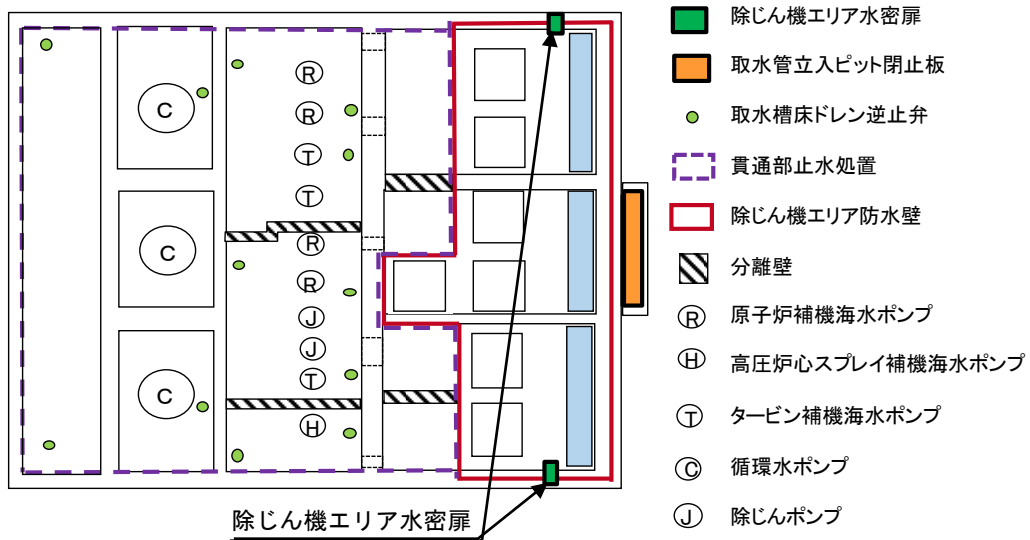 除じん機エリア水密扉
取水管立入ピット閉止板
取水槽床ドレン逆止弁
貫通部止水処置
除じん機エリア防水壁
分離壁
R 原子炉補機海水ポンプ
H 高圧炉心スプレイ補機海水ポンプ
T タービン補機海水ポンプ
C 循環水ポンプ
J 除じんポンプ
C
C
C
R
R
T
T
R
R
J
J
T
H
除じん機エリア水密扉